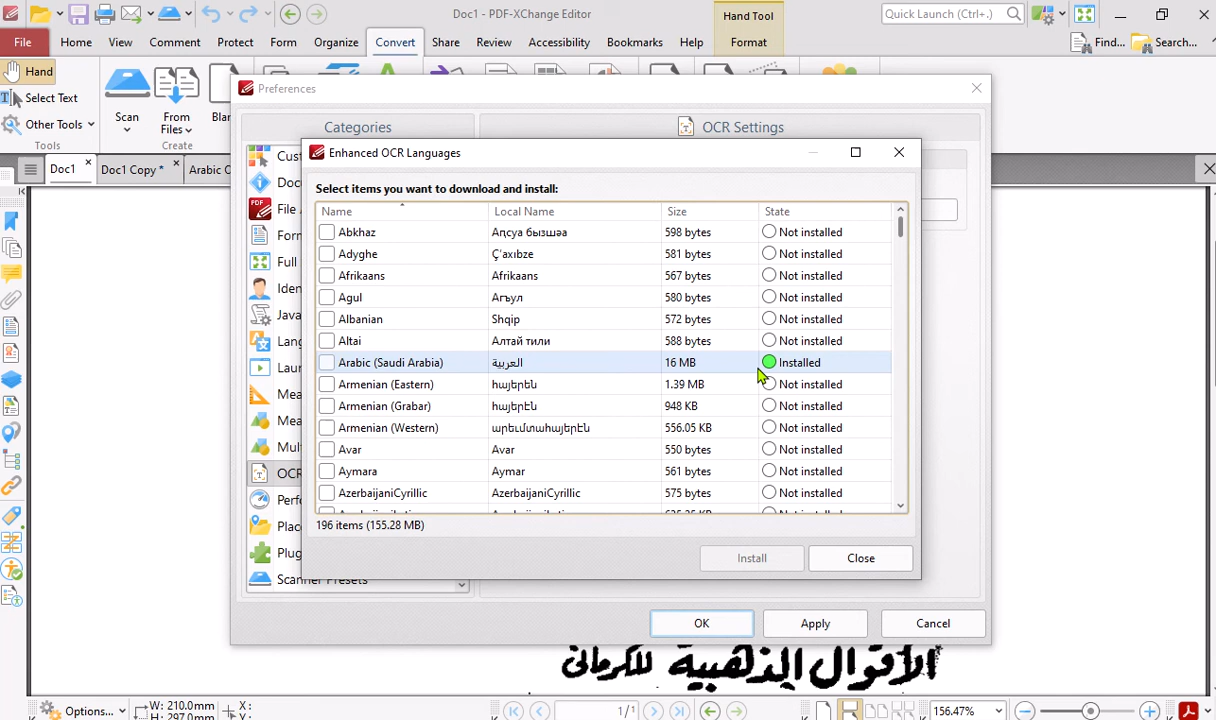 Doc1 - PDF-XChange Editor
Hand Tool
Quick Launch (Ctrl+.)
File
Home
View
Comment
Protect
Form
Organize
Convert
Share
Review
Accessibility
Bookmarks
Help
Format
Find...
Search...
Hand
Select Text
Other Tools
Tools
Scan
From
Files
Create
Preferences
Doc1
Doc1 Copy *
Categories
OCR Settings
Enhanced OCR Languages
Select items you want to download and install:
Name Local Name Size State
Abkhaz Аԥсуа бызшәа 598 bytes Not installed
Adyghe Ç'axıbze 581 bytes Not installed
Afrikaans Afrikaans 567 bytes Not installed
Agul Агъул 580 bytes Not installed
Albanian Shqip 572 bytes Not installed
Altai Алтай тили 588 bytes Not installed
Arabic (Saudi Arabia) العربية 16 MB Installed
Armenian (Eastern) հայերեն 1.39 MB Not installed
Armenian (Grabar) հայերեն 948 KB Not installed
Armenian (Western) արեւմտահայերէն 556.05 KB Not installed
Avar Avar 550 bytes Not installed
Aymara Aymar 561 bytes Not installed
AzerbaijaniCyrillic AzerbaijaniCyrillic 575 bytes Not installed
196 items (155.28 MB)
Install
Close
OCR
Scanner Presets
OK
Apply
Cancel
الأقوال الذهبية للكرمانى
Options...
W: 210.0mm
H: 297.0mm
X:
Y:
1/1
156.47%